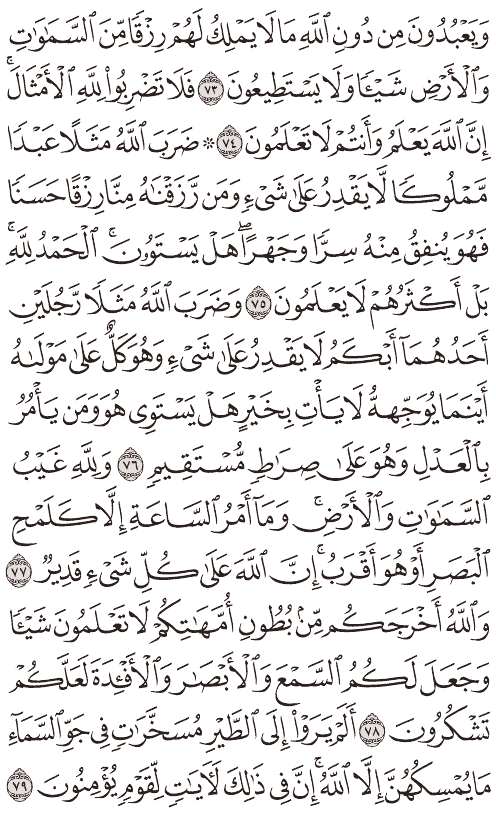 وَيَعْبُدُونَ مِن دُونِ ٱللَّهِ مَا لَا يَمْلِكُ لَهُمْ رِزْقًا مِّنَ ٱلسَّمَٰوَٰتِ
وَٱلْأَرْضِ شَيْـًٔا وَلَا يَسْتَطِيعُونَ ٧٣ فَلَا تَضْرِبُوا۟ لِلَّهِ ٱلْأَمْثَالَ ۚ
إِنَّ ٱللَّهَ يَعْلَمُ وَأَنتُمْ لَا تَعْلَمُونَ ٧٤ ۞ ضَرَبَ ٱللَّهُ مَثَلًا عَبْدًا
مَّمْلُوكًا لَّا يَقْدِرُ عَلَىٰ شَىْءٍ وَمَن رَّزَقْنَٰهُ مِنَّا رِزْقًا حَسَنًا
فَهُوَ يُنفِقُ مِنْهُ سِرًّا وَجَهْرًا ۖ هَلْ يَسْتَوُۥنَ ۚ ٱلْحَمْدُ لِلَّهِ ۚ
بَلْ أَكْثَرُهُمْ لَا يَعْلَمُونَ ٧٥ وَضَرَبَ ٱللَّهُ مَثَلًا رَّجُلَيْنِ
أَحَدُهُمَآ أَبْكَمُ لَا يَقْدِرُ عَلَىٰ شَىْءٍ وَهُوَ كَلٌّ عَلَىٰ مَوْلَىٰهُ
أَيْنَمَا يُوَجِّههُّ لَا يَأْتِ بِخَيْرٍ هَلْ يَسْتَوِى هُوَ وَمَن يَأْمُرُ
بِٱلْعَدْلِ وَهُوَ عَلَىٰ صِرَٰطٍ مُّسْتَقِيمٍ ٧٦ وَلِلَّهِ غَيْبُ
ٱلسَّمَٰوَٰتِ وَٱلْأَرْضِ ۚ وَمَآ أَمْرُ ٱلسَّاعَةِ إِلَّا كَلَمْحِ
ٱلْبَصَرِ أَوْ هُوَ أَقْرَبُ ۚ إِنَّ ٱللَّهَ عَلَىٰ كُلِّ شَىْءٍ قَدِيرٌ ٧٧
وَٱللَّهُ أَخْرَجَكُم مِّنۢ بُطُونِ أُمَّهَٰتِكُمْ لَا تَعْلَمُونَ شَيْـًٔا
وَجَعَلَ لَكُمُ ٱلسَّمْعَ وَٱلْأَبْصَٰرَ وَٱلْأَفْـِٔدَةَ لَعَلَّكُمْ
تَشْكُرُونَ ٧٨ أَلَمْ يَرَوْا۟ إِلَى ٱلطَّيْرِ مُسَخَّرَٰتٍ فِى جَوِّ ٱلسَّمَآءِ
مَا يُمْسِكُهُنَّ إِلَّا ٱللَّهُ ۗ إِنَّ فِى ذَٰلِكَ لَءَايَٰتٍ لِّقَوْمٍ يُؤْمِنُونَ ٧٩